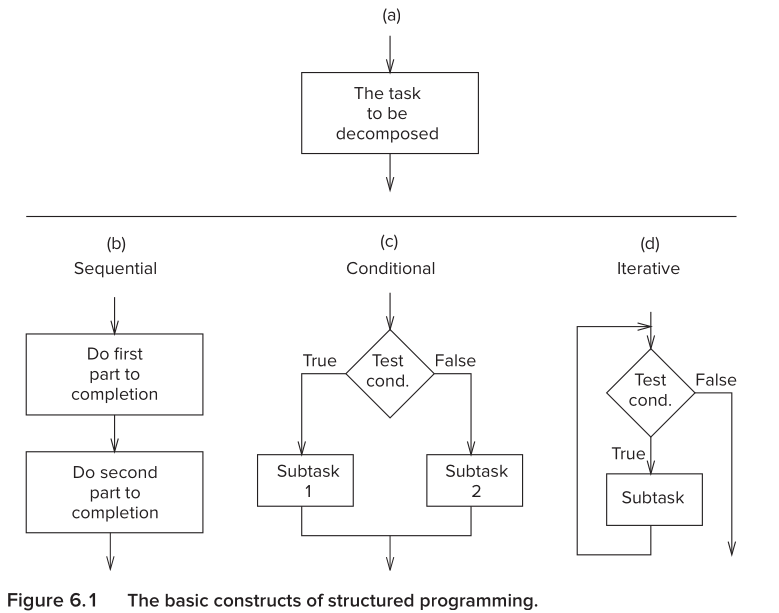 (a)
The task
to be
decomposed
(b)
Sequential
Do first
part to
completion
Do second
part to
completion
(c)
Conditional
True
Test
cond.
False
Subtask
1
Subtask
2
(d)
Iterative
Test
cond.
False
True
Subtask
Figure 6.1 The basic constructs of structured programming.